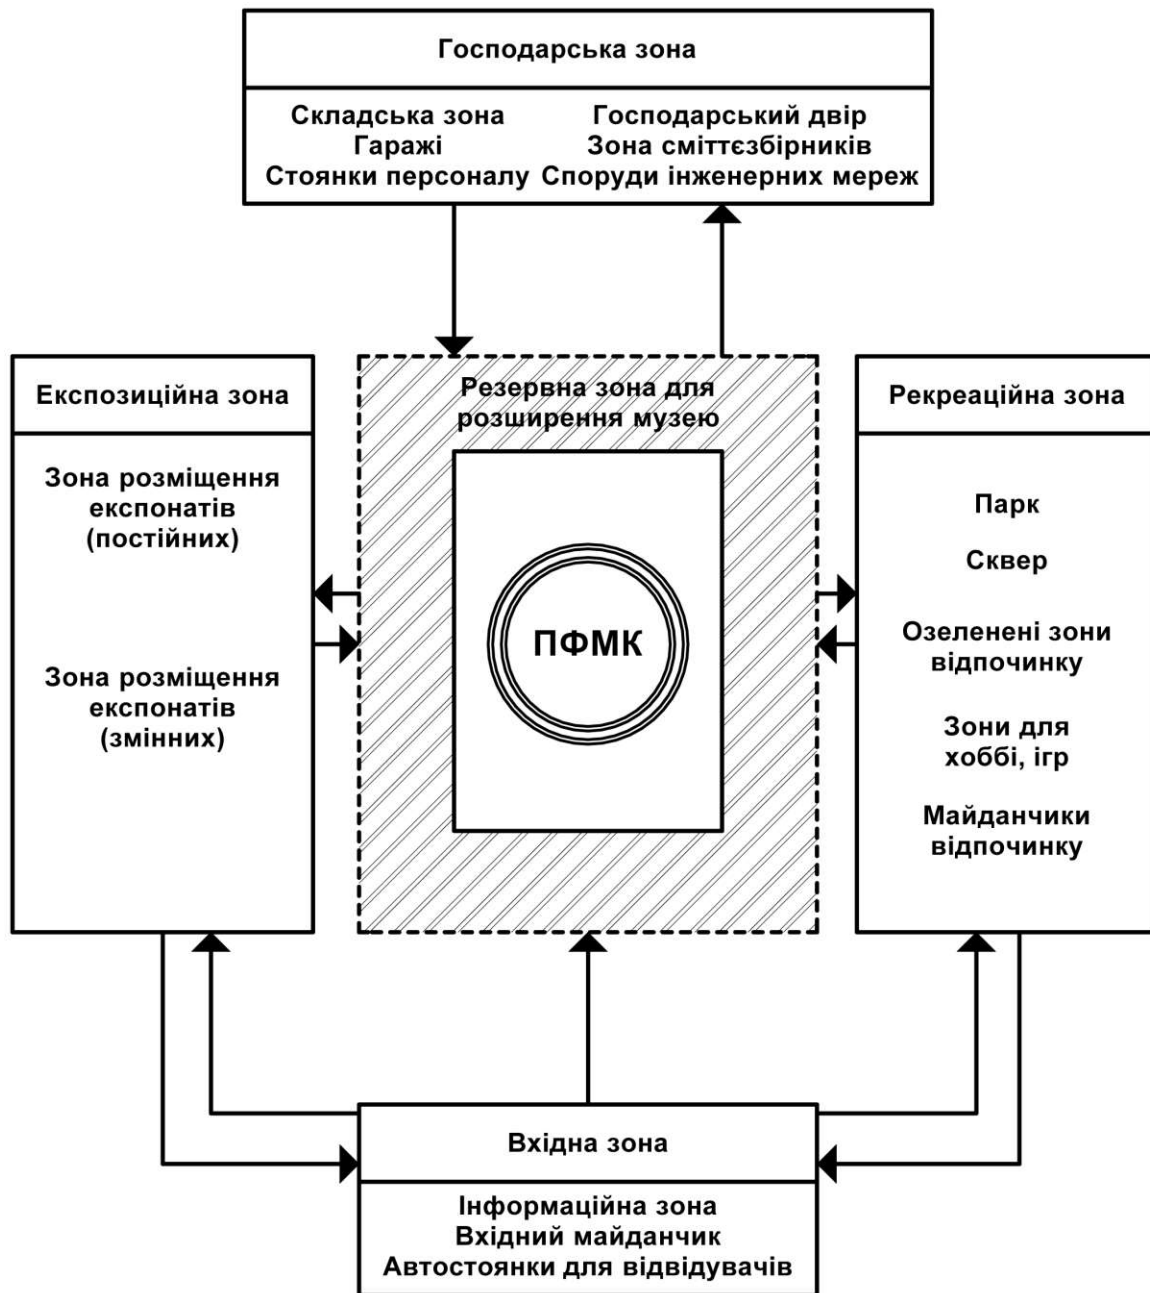 Господарська зона
Складська зона
Гаражі
Стоянки персоналу
Господарський двір
Зона сміттєзбірників
Споруди інженерних мереж
Експозиційна зона
Зона розміщення
експонатів
(постійних)
Зона розміщення
експонатів
(змінних)
Резервна зона для
розширення музею
ПФМК
Рекреаційна зона
Парк
Сквер
Озеленені зони
відпочинку
Зони для
хоббі, ігр
Майданчики
відпочинку
Вхідна зона
Інформаційна зона
Вхідний майданчик
Автостоянки для відвідувачів